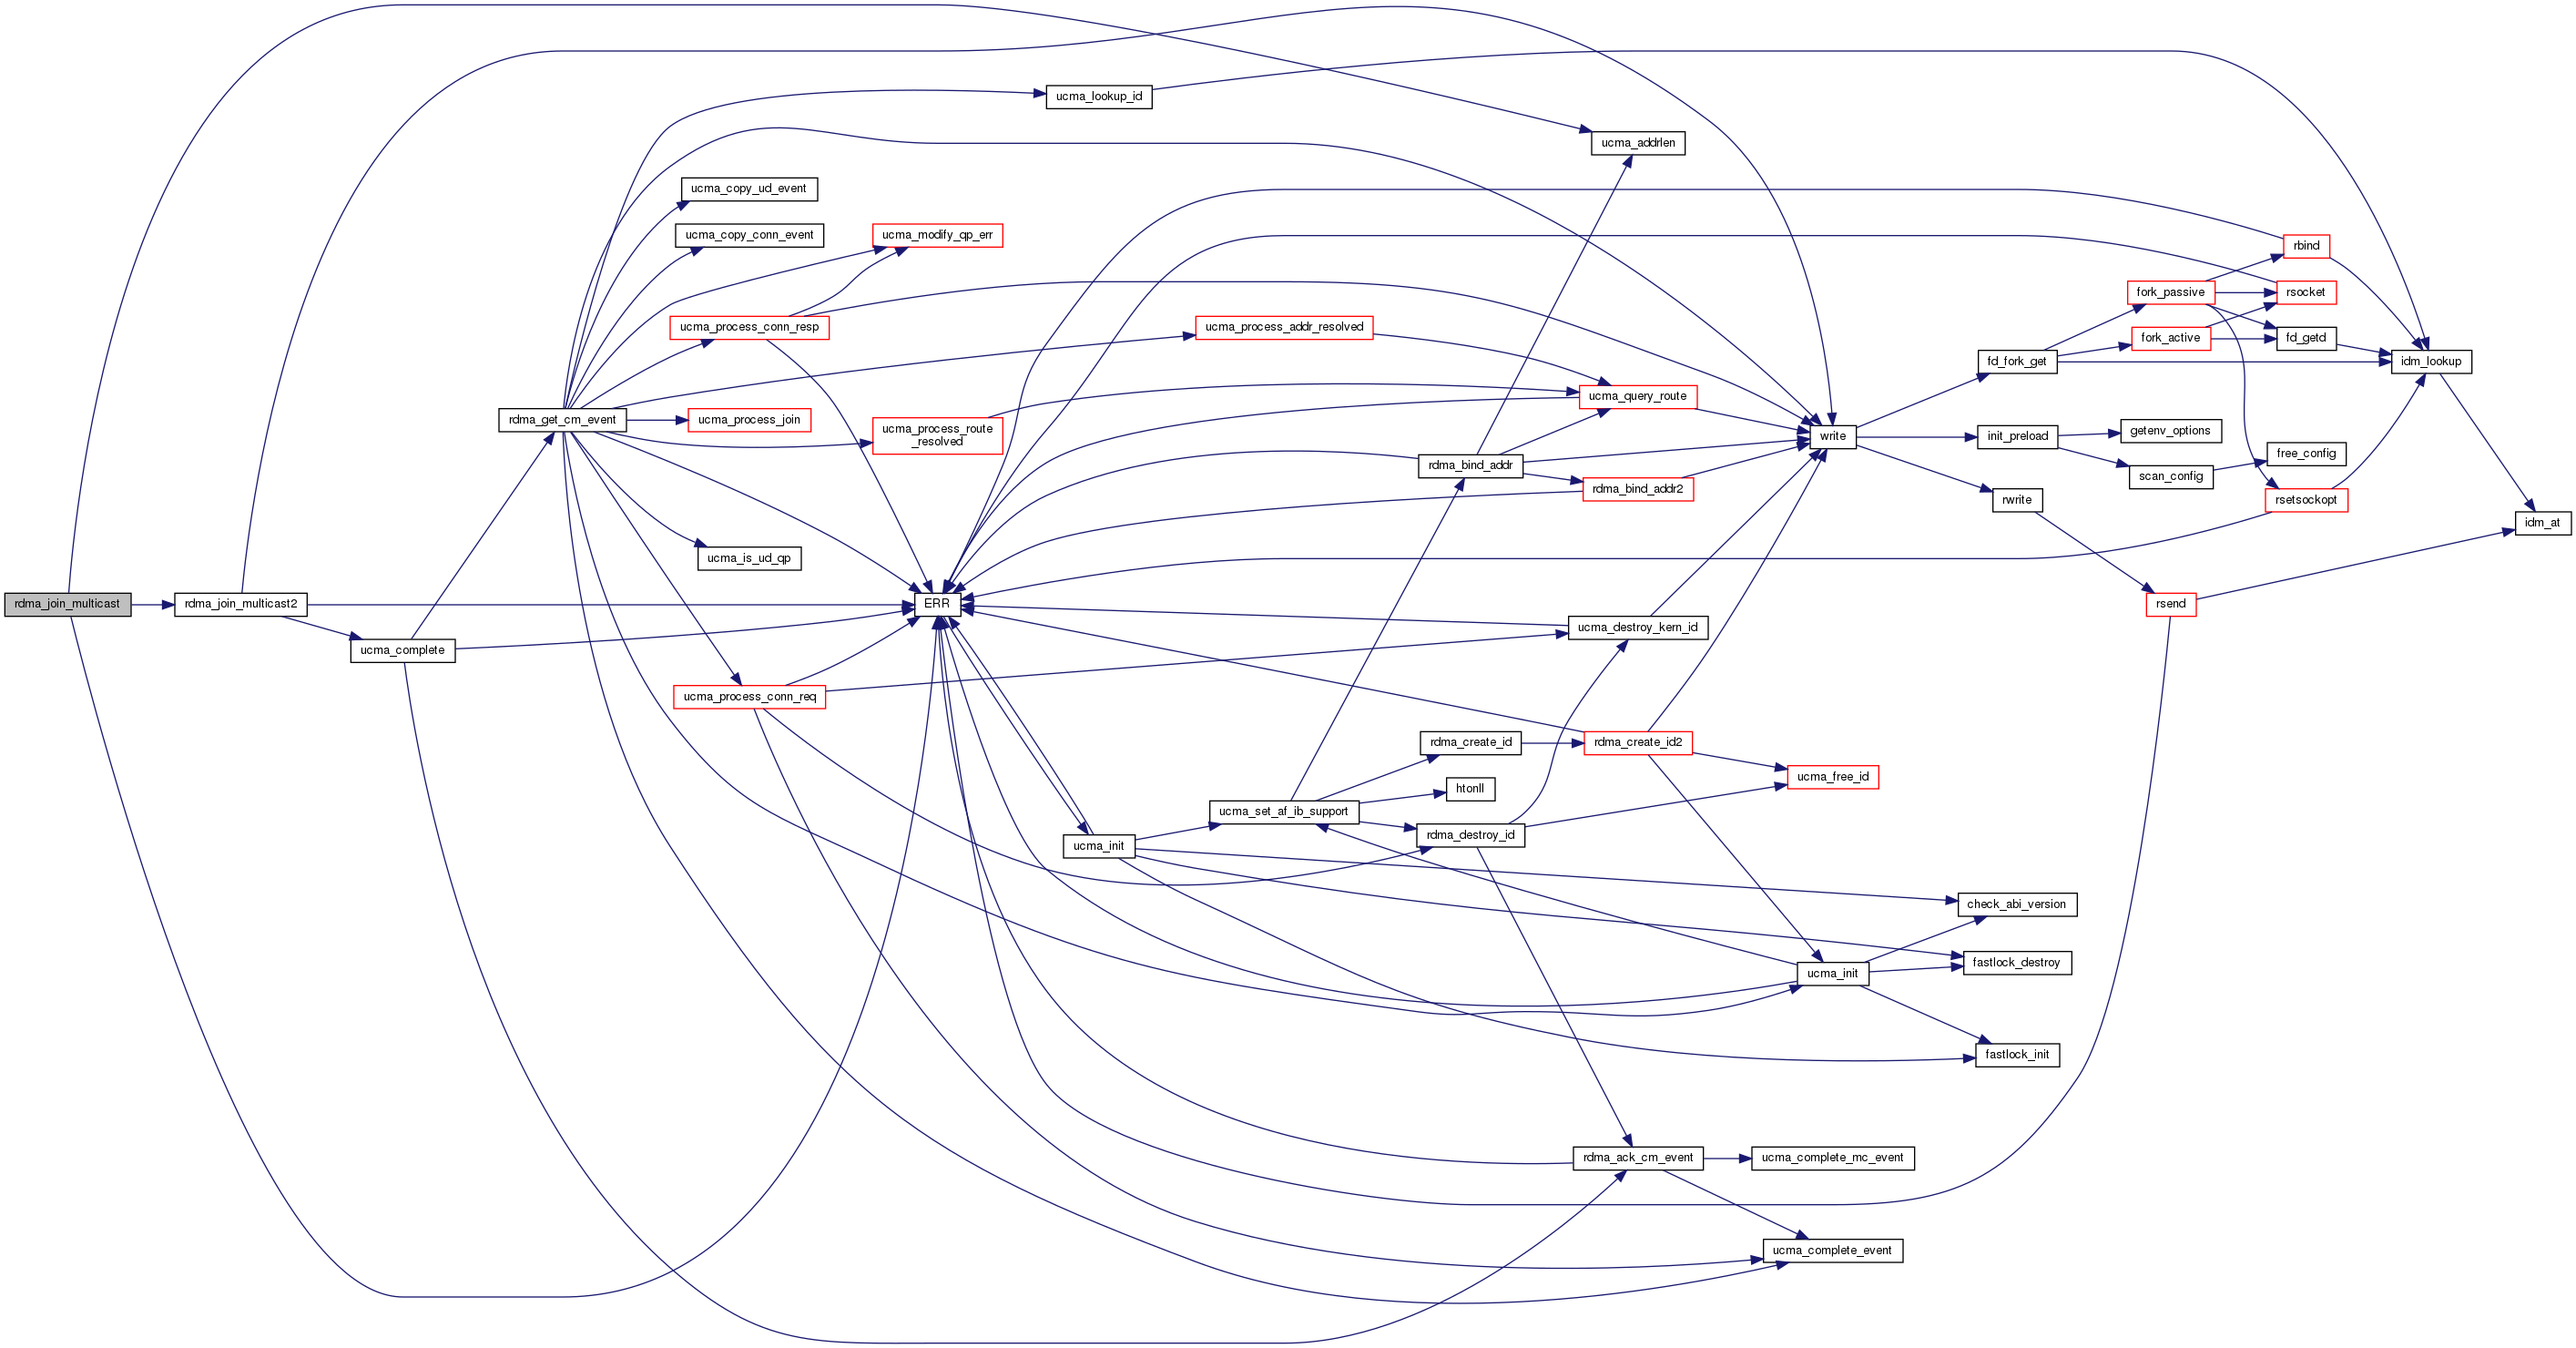 ucma_lookup_id
ucma_addrlen
ucma_copy_ud_event
ucma_copy_conn_event
ucma_modify_qp_err
rbind
fork_passive
rsocket
ucma_process_conn_resp
ucma_process_addr_resolved
fork_active
fd_getd
fd_fork_get
idm_lookup
ucma_query_route
rdma_get_cm_event
ucma_process_join
ucma_process_route
_resolved
write
init_preload
getenv_options
free_config
rdma_bind_addr
scan_config
rdma_bind_addr2
rwrite
rsetsockopt
idm_at
ucma_is_ud_qp
rdma_join_multicast
rdma_join_multicast2
ERR
rsend
ucma_destroy_kern_id
ucma_complete
ucma_process_conn_req
rdma_create_id
rdma_create_id2
ucma_free_id
htonll
ucma_set_af_ib_support
rdma_destroy_id
ucma_init
check_abi_version
fastlock_destroy
ucma_init
fastlock_init
rdma_ack_cm_event
ucma_complete_mc_event
ucma_complete_event